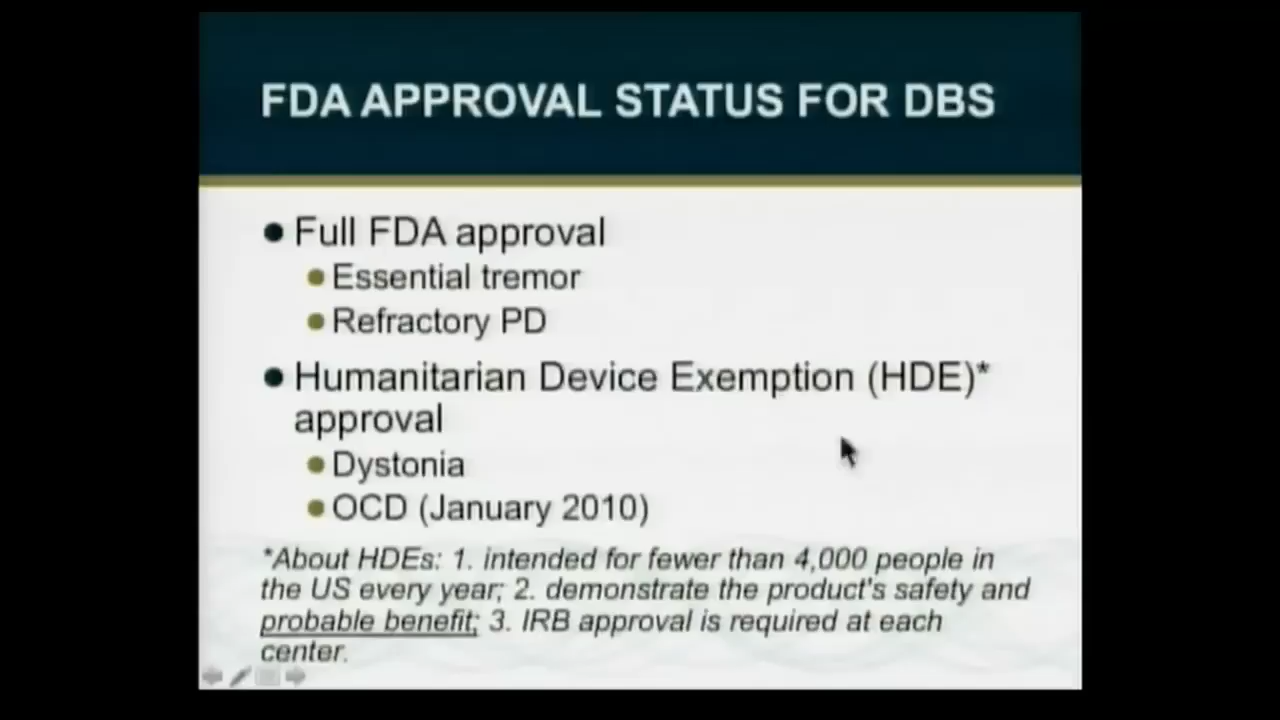 FDA APPROVAL STATUS FOR DBS
Full FDA approval
Essential tremor
Refractory PD
Humanitarian Device Exemption (HDE)*
approval
Dystonia
OCD (January 2010)
*About HDEs: 1. intended for fewer than 4,000 people in
the US every year; 2. demonstrate the product's safety and
probable benefit; 3. IRB approval is required at each
center.